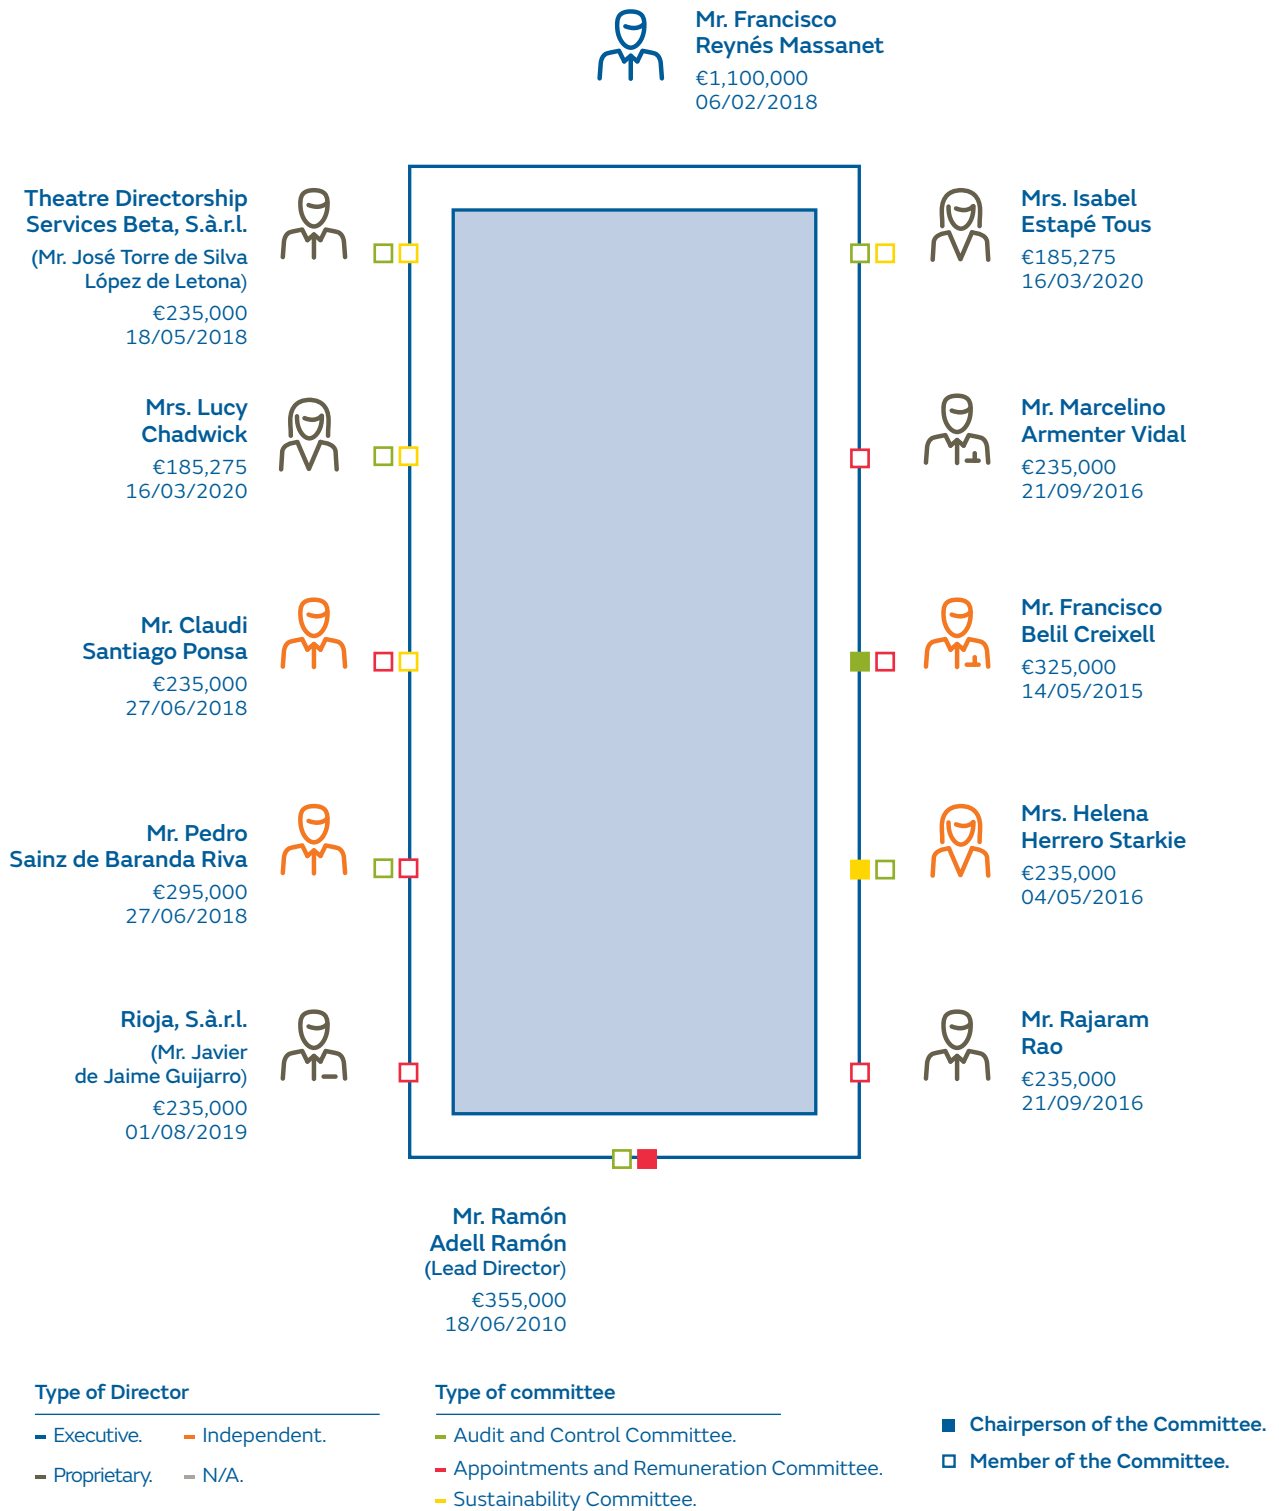 Mr. Francisco
Reynés Massanet
€1,100,000
06/02/2018
Theatre Directorship
Services Beta, S.à.r.l.
(Mr. José Torre de Silva
López de Letona)
€235,000
18/05/2018
Mrs. Isabel
Estapé Tous
€185,275
16/03/2020
Mrs. Lucy
Chadwick
€185,275
16/03/2020
Mr. Marcelino
Armenter Vidal
€235,000
21/09/2016
Mr. Claudi
Santiago Ponsa
€235,000
27/06/2018
Mr. Francisco
Belil Creixell
€325,000
14/05/2015
Mr. Pedro
Sainz de Baranda Riva
€295,000
27/06/2018
Mrs. Helena
Herrero Starkie
€235,000
04/05/2016
Rioja, S.à.r.l.
(Mr. Javier
de Jaime Guijarro)
€235,000
01/08/2019
Mr. Rajaram
Rao
€235,000
21/09/2016
Mr. Ramón
Adell Ramón
(Lead Director)
€355,000
18/06/2010
Type of Director
Executive.
Independent.
Proprietary.
N/A.
Type of committee
Audit and Control Committee.
Appointments and Remuneration Committee.
Sustainability Committee.
Chairperson of the Committee.
Member of the Committee.